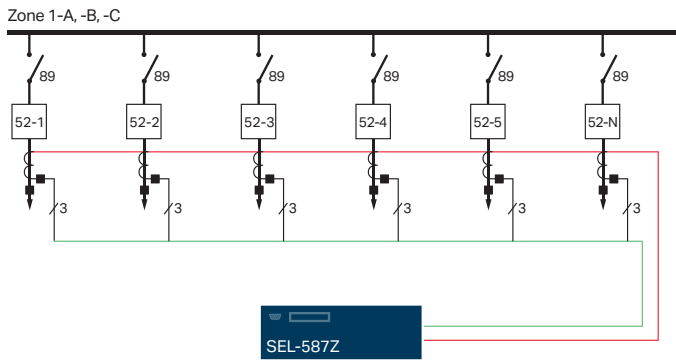 Zone 1-A, -B, -C
89 89 89 89 89 89
52-1 52-2 52-3 52-4 52-5 52-N
3 3 3 3 3 3
SEL-587Z